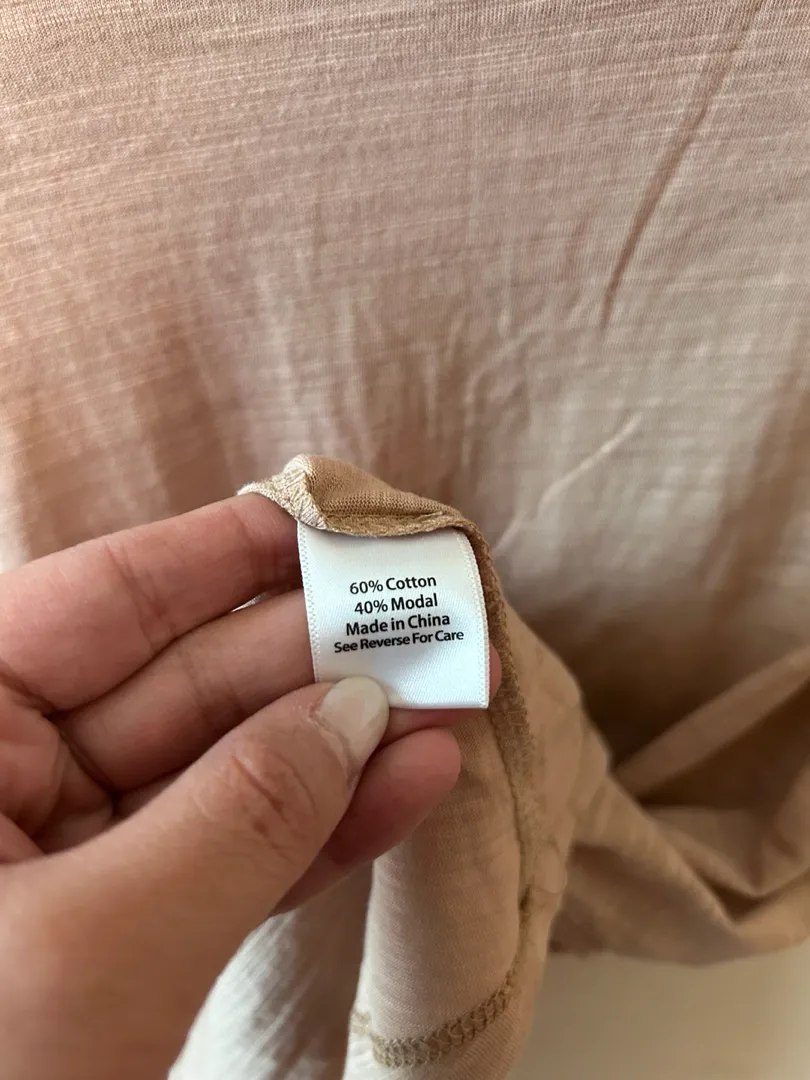 60% Cotton
40% Modal
Made in China
See Reverse For Care